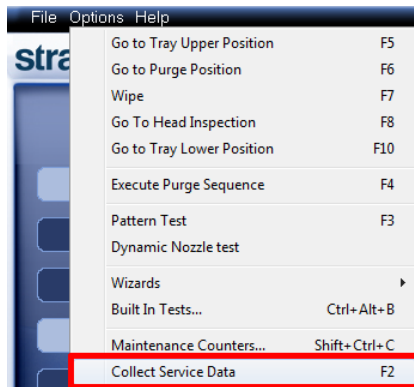 File Options Help
stra
Go to Tray Upper Position F5
Go to Purge Position F6
Wipe F7
Go To Head Inspection F8
Go to Tray Lower Position F10
Execute Purge Sequence F4
Pattern Test F3
Dynamic Nozzle test
Wizards
Built In Tests... Ctrl+Alt+B
Maintenance Counters... Shift+Ctrl+C
Collect Service Data F2